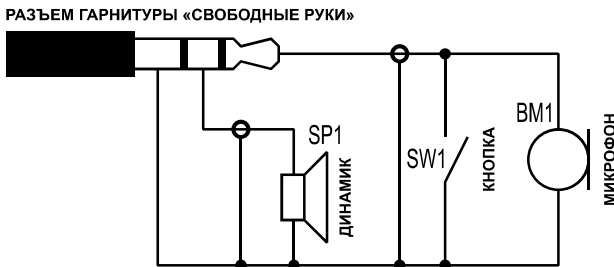 РАЗЪЕМ ГАРНИТУРЫ «СВОБОДНЫЕ РУКИ»
SP1
ДИНАМИК
SW1
КНОПКА
BM1
МИКРОФОН